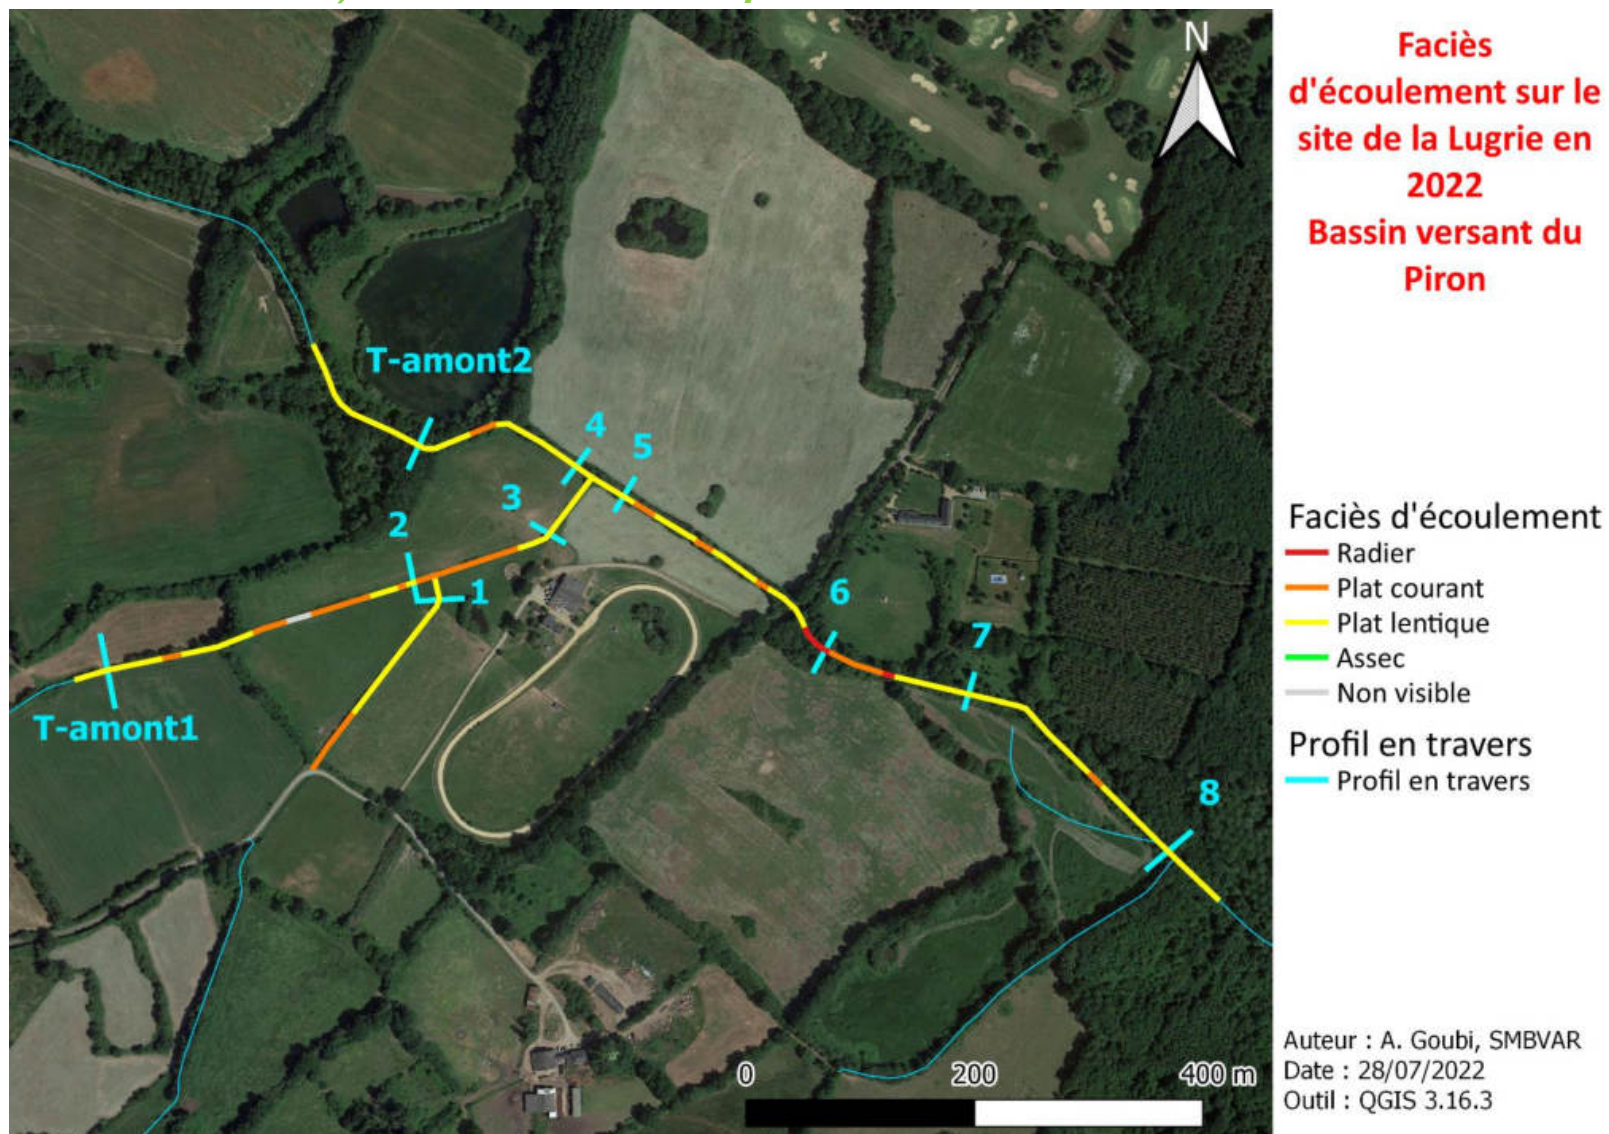 N
Faciès
d'écoulement sur le
site de la Lugrie en
2022
Bassin versant du
Piron
T-amont2
4
5
3
2
1
6
7
T-amont1
8
Faciès d'écoulement
Radier
Plat courant
Plat lentique
Assec
Non visible
Profil en travers
Profil en travers
0 200 400 m
Auteur : A. Goubi, SMBVAR
Date : 28/07/2022
Outil : QGIS 3.16.3